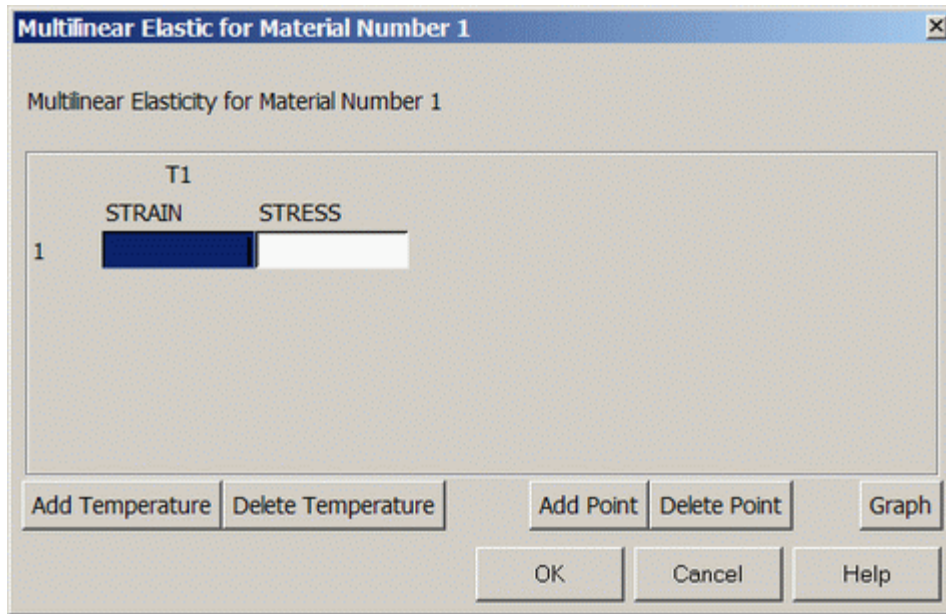 Multilinear Elastic for Material Number 1
Multilinear Elasticity for Material Number 1
T1
STRAIN STRESS
1
Add Temperature Delete Temperature Add Point Delete Point Graph
OK Cancel Help